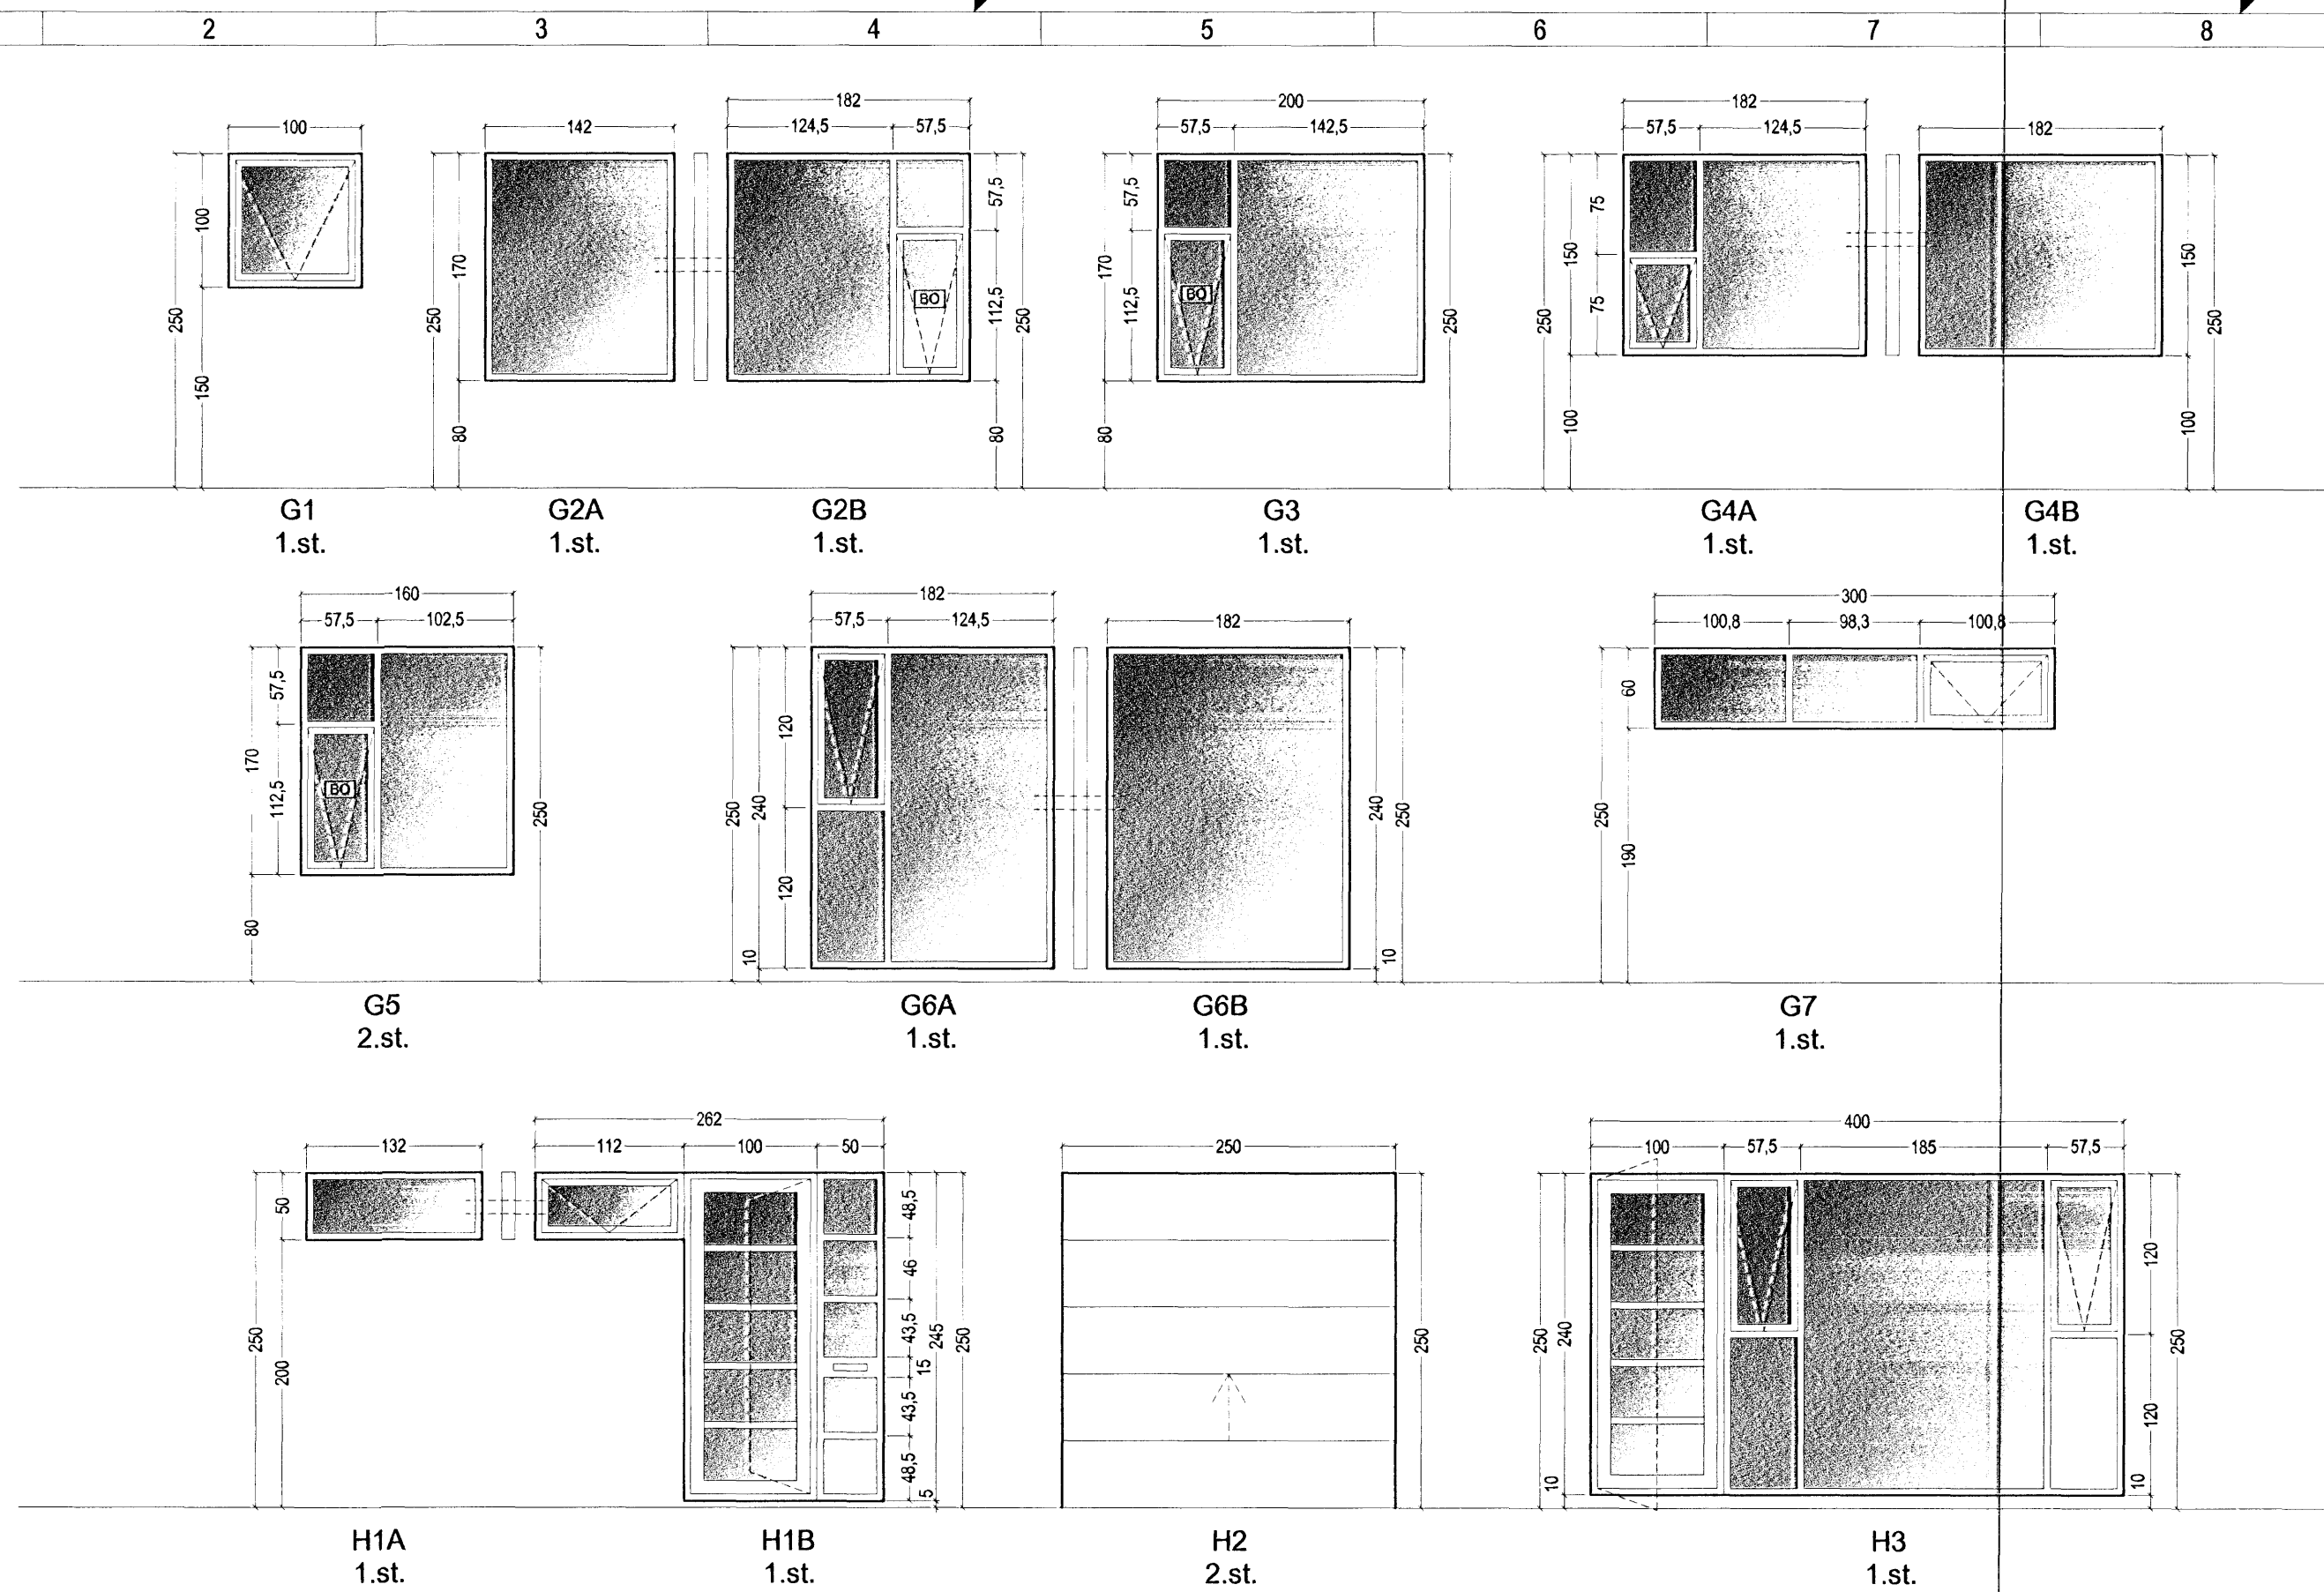 2 3 4 5 6 7 8
100
100
250
150
142
250
170
80
182
124,5 57,5
57,5
112,5
250
80
BO
200
57,5 142,5
57,5
170
112,5
80
250
BO
182
57,5 124,5
75
150
75
250
100
182
150
250
100
G1
1.st.
G2A
1.st.
G2B
1.st.
G3
1.st.
G4A
1.st.
G4B
1.st.
160
57,5 102,5
57,5
170
112,5
80
250
BO
182
57,5 124,5
120
250
240
120
10
182
240
250
10
300
100,8 98,3 100,8
60
250
190
G5
2.st.
G6A
1.st.
G6B
1.st.
G7
1.st.
132
50
250
200
262
112 100 50
48,5
46
43,5
15
43,5
48,5
5
245
250
250
250
400
100 57,5 185 57,5
250
240
10
120
120
10
250
H1A
1.st.
H1B
1.st.
H2
2.st.
H3
1.st.